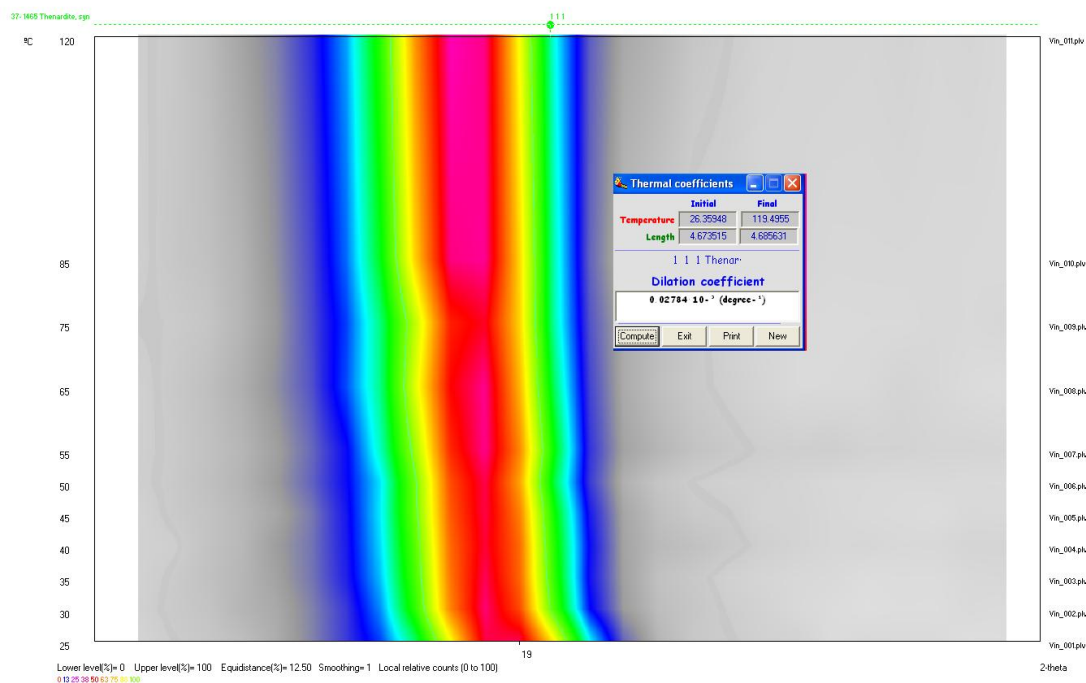 37-1465 Thenardite, syn
1 1 1
ºC
120
Vin_011.plv
Thermal coefficients
Initial Final
Temperature 26.35948 119.4955
Length 4.673515 4.685631
1 1 1 Thenar
Dilation coefficient
0.02784 10-³ (degree-¹)
Compute Exit Print New
85
Vin_010.plv
75
Vin_009.plv
65
Vin_008.plv
55
Vin_007.plv
50
Vin_006.plv
45
Vin_005.plv
40
Vin_004.plv
35
Vin_003.plv
30
Vin_002.plv
25
Vin_001.plv
19
2-theta
Lower level(%)= 0 Upper level(%)= 100 Equidistance(%)= 12.50 Smoothing= 1 Local relative counts (0 to 100)
0 13 25 38 50 63 75 88 100